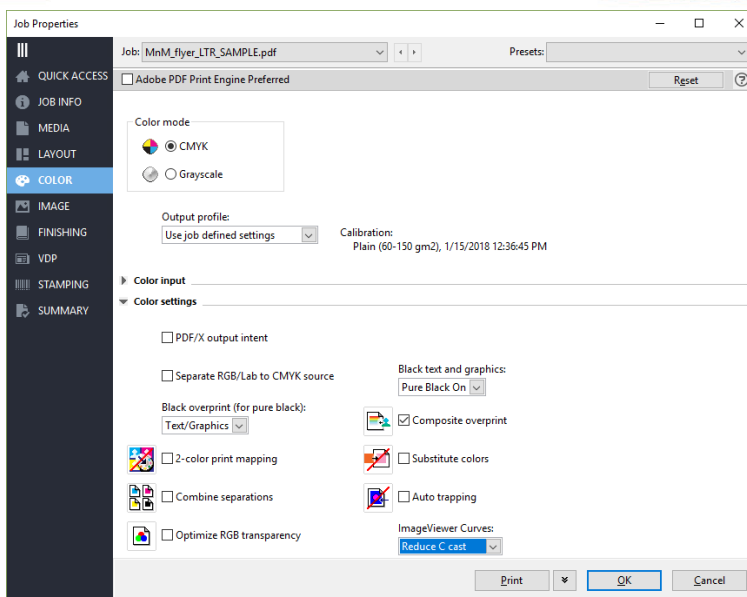 Job Properties
Job: MnM_flyer_LTR_SAMPLE.pdf Presets:
QUICK ACCESS
JOB INFO
MEDIA
LAYOUT
COLOR
IMAGE
FINISHING
VDP
STAMPING
SUMMARY
Adobe PDF Print Engine Preferred Reset ?
Color mode
CMYK
Grayscale
Output profile:
Use job defined settings
Calibration:
Plain (60-150 gm2), 1/15/2018 12:36:45 PM
Color input
Color settings
PDF/X output intent
Separate RGB/Lab to CMYK source
Black text and graphics:
Pure Black On
Black overprint (for pure black):
Text/Graphics
Composite overprint
2-color print mapping
Substitute colors
Combine separations
Auto trapping
Optimize RGB transparency
ImageViewer Curves:
Reduce C cast
Print OK Cancel